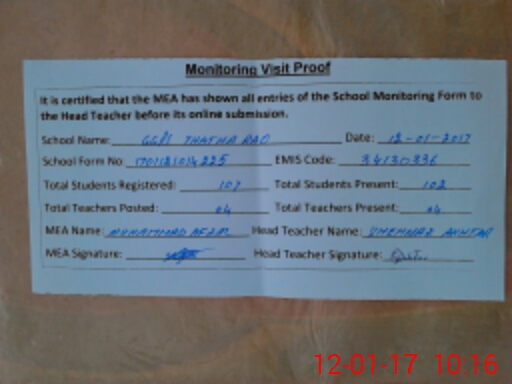 Monitoring Visit Proof
It is certified that the MEA has shown all entries of the School Monitoring Form to
the Head Teacher before its online submission.
School Name: Date: 12-01-2017
School Form No: EMIS Code: 34130336
Total Students Registered: 107 Total Students Present: 102
Total Teachers Posted: 04 Total Teachers Present: 04
MEA Name: MUHAMMAD Head Teacher Name: AKHTAR
MEA Signature: Head Teacher Signature:
12-01-17 10:16